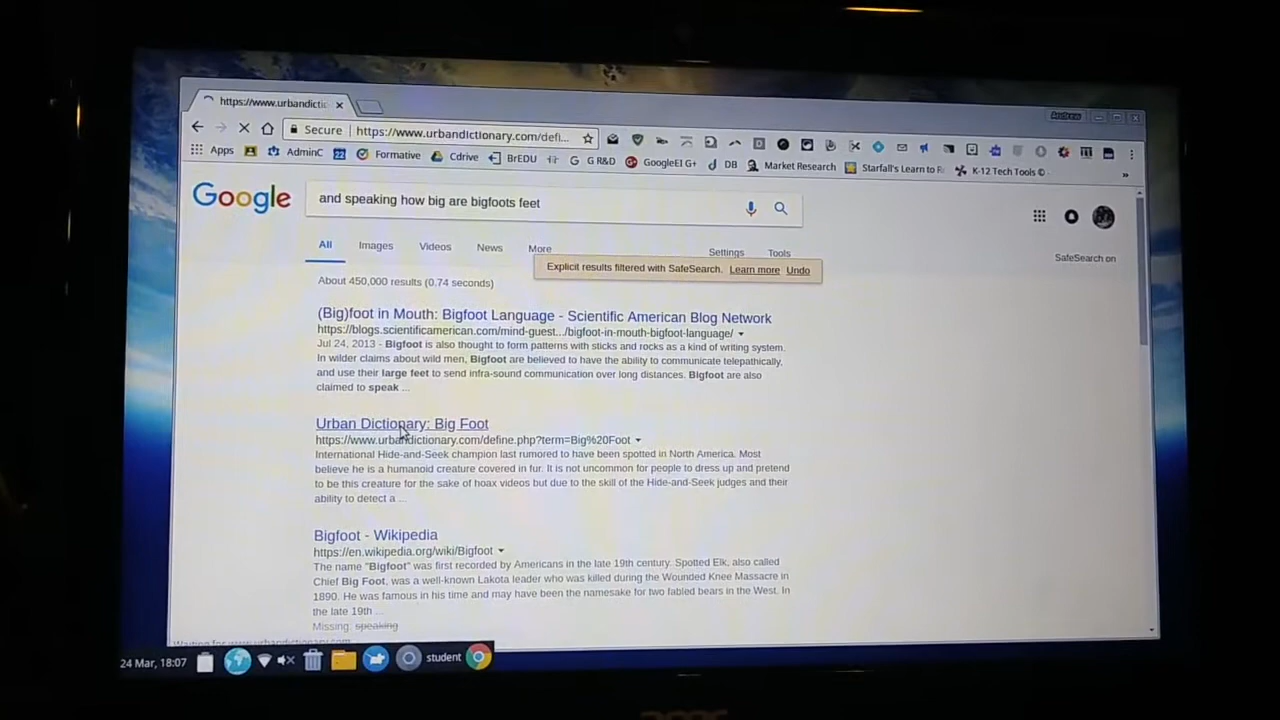 https://www.urbandictic
Andrew
Secure https://www.urbandictionary.com/defi...
Apps AdminC 22 Formative Cdrive BrEDU G R&D GoogleEI G+ DB Market Research Starfall's Learn to R K-12 Tech Tools © »
Google and speaking how big are bigfoots feet
All Images Videos News More Settings Tools
SafeSearch on
Explicit results filtered with SafeSearch. Learn more Undo
About 450,000 results (0.74 seconds)
(Big)foot in Mouth: Bigfoot Language - Scientific American Blog Network
https://blogs.scientificamerican.com/mind-guest.../bigfoot-in-mouth-bigfoot-language/
Jul 24, 2013 - Bigfoot is also thought to form patterns with sticks and rocks as a kind of writing system.
In wilder claims about wild men, Bigfoot are believed to have the ability to communicate telepathically,
and use their large feet to send infra-sound communication over long distances. Bigfoot are also
claimed to speak ...
Urban Dictionary: Big Foot
https://www.urbandictionary.com/define.php?term=Big%20Foot
International Hide-and-Seek champion last rumored to have been spotted in North America. Most
believe he is a humanoid creature covered in fur. It is not uncommon for people to dress up and pretend
to be this creature for the sake of hoax videos but due to the skill of the Hide-and-Seek judges and their
ability to detect a ...
Bigfoot - Wikipedia
https://en.wikipedia.org/wiki/Bigfoot
The name "Bigfoot" was first recorded by Americans in the late 19th century. Spotted Elk, also called
Chief Big Foot, was a well-known Lakota leader who was killed during the Wounded Knee Massacre in
1890. He was famous in his time and may have been the namesake for two fabled bears in the West. In
the late 19th ...
Missing: speaking
24 Mar, 18:07 student